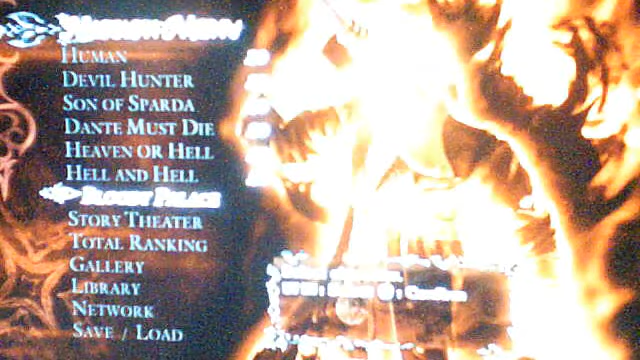 HUMAN
DEVIL HUNTER
SON OF SPARDA
DANTE MUST DIE
HEAVEN OR HELL
HELL AND HELL
BLOODY PALACE
STORY THEATER
TOTAL RANKING
GALLERY
LIBRARY
NETWORK
SAVE / LOAD
: Confirm